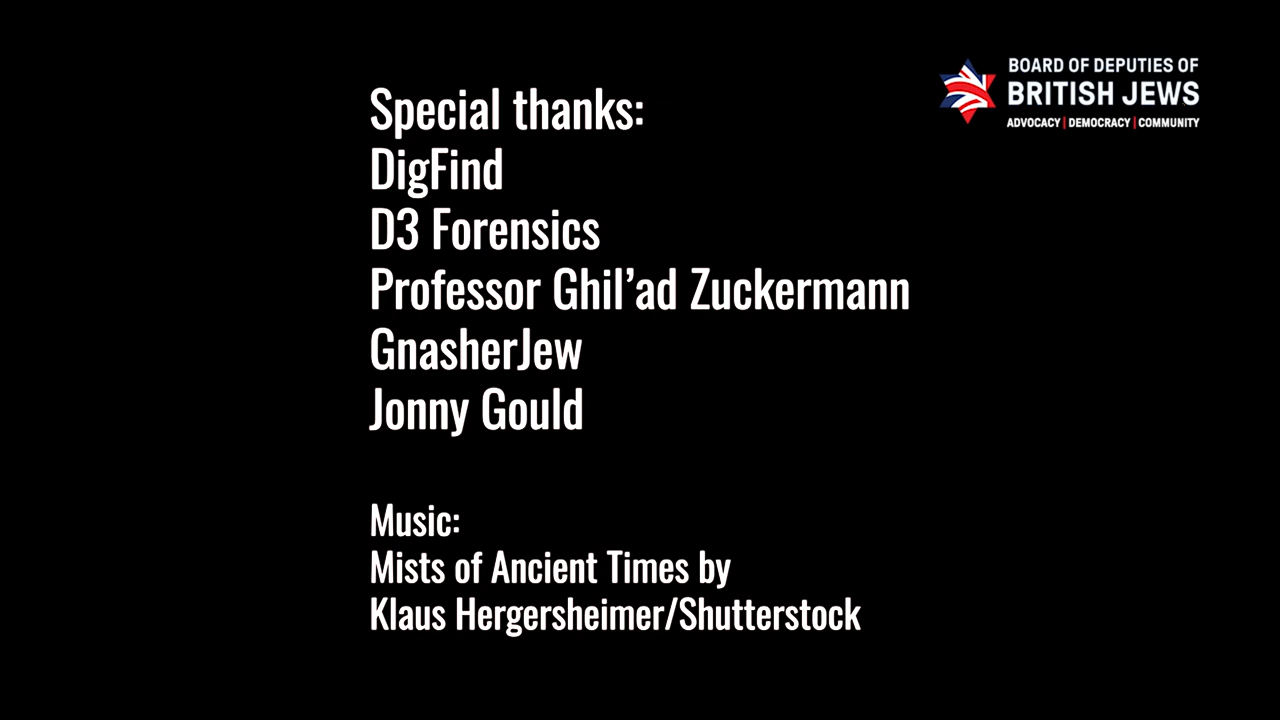 BOARD OF DEPUTIES OF
BRITISH JEWS
ADVOCACY | DEMOCRACY | COMMUNITY
Special thanks:
DigFind
D3 Forensics
Professor Ghil’ad Zuckermann
GnasherJew
Jonny Gould
Music:
Mists of Ancient Times by
Klaus Hergersheimer/Shutterstock